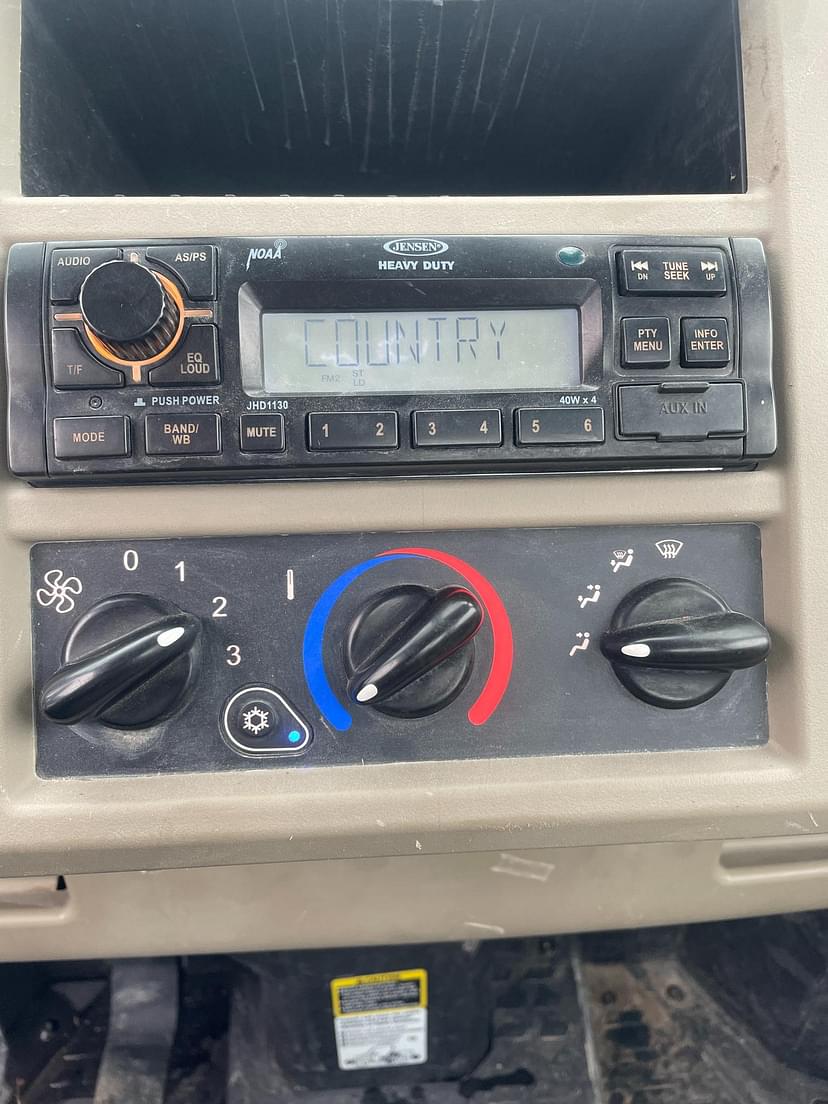 AUDIO
AS/PS
NOAA
JENSEN®
HEAVY DUTY
TUNE
SEEK
DN
UP
COUNTRY
FM2
ST
LD
T/F
EQ
LOUD
PTY
MENU
INFO
ENTER
PUSH POWER
JHD1130
40W x 4
MODE
BAND/
WB
MUTE
1 2
3 4
5 6
AUX IN
0
1
2
3